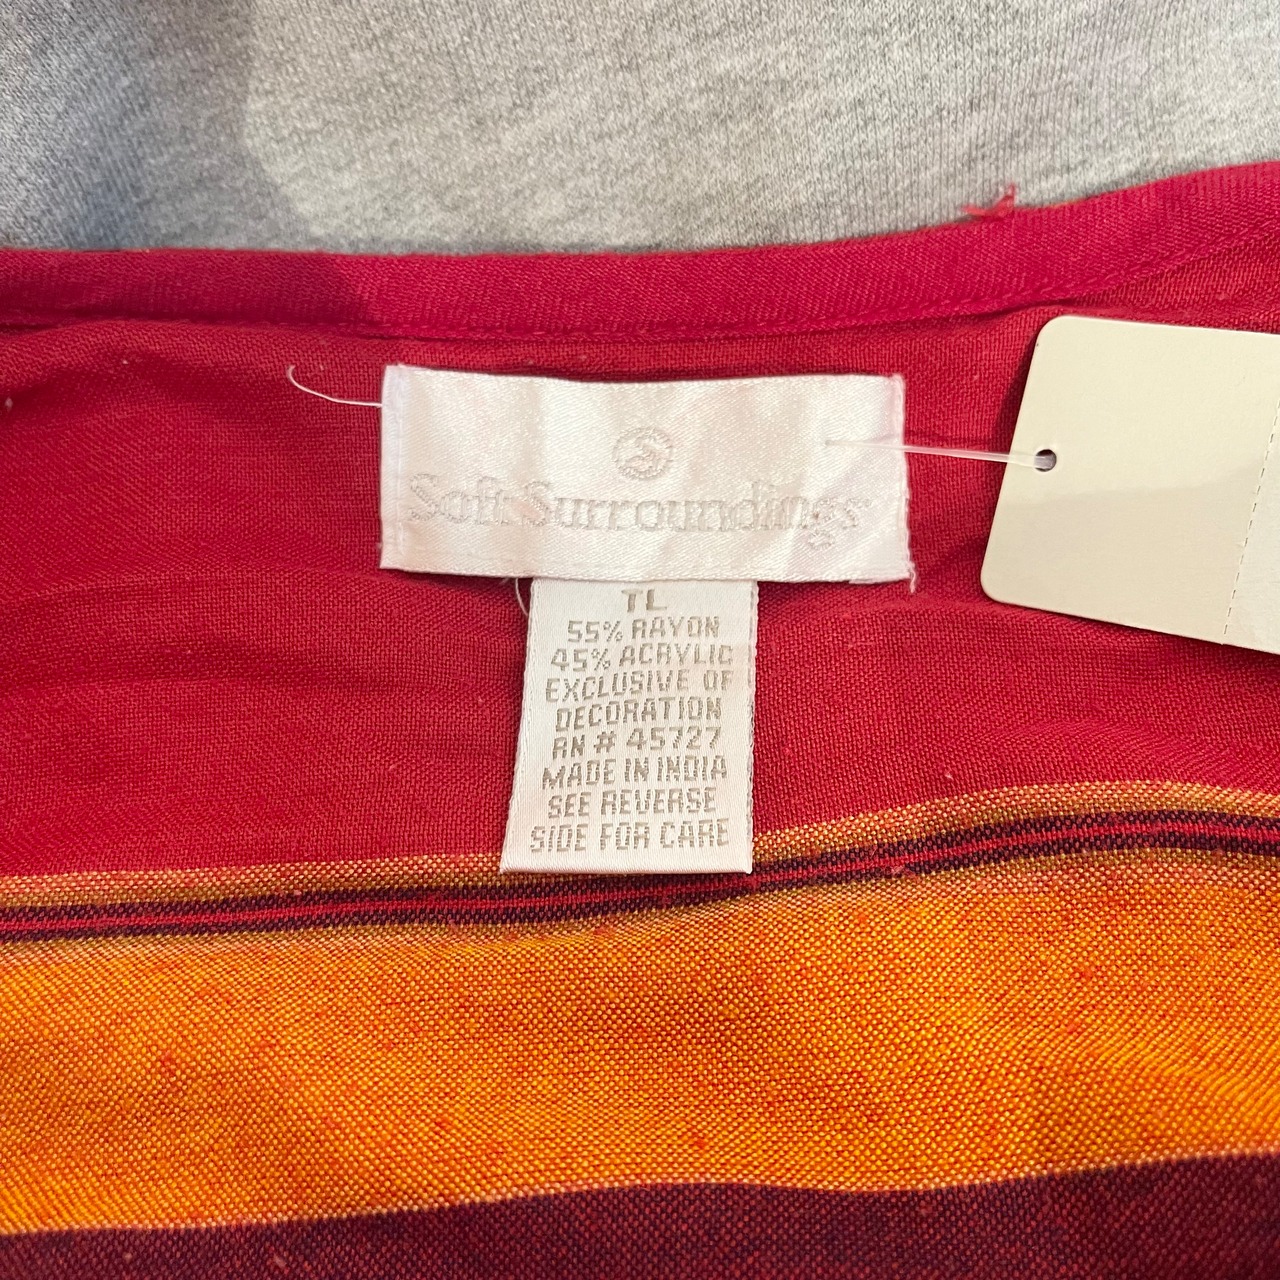 S
Soft Surroundings
TL
55% RAYON
45% ACRYLIC
EXCLUSIVE OF
DECORATION
RN # 45727
MADE IN INDIA
SEE REVERSE
SIDE FOR CARE